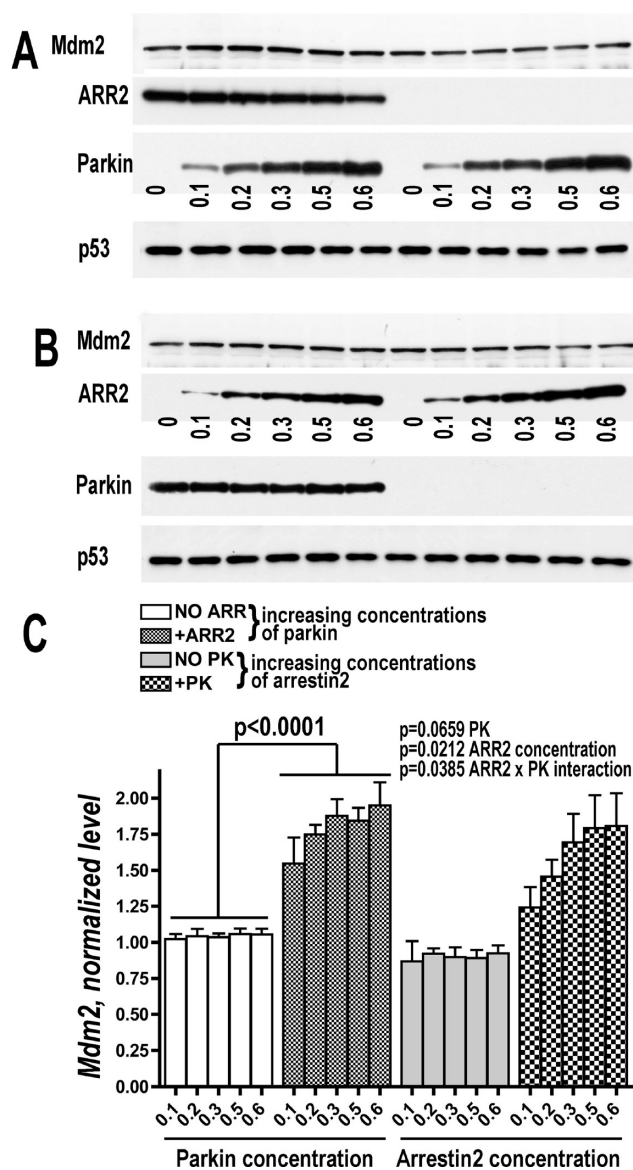 A
Mdm2
ARR2
Parkin
0 0.1 0.2 0.3 0.5 0.6 0 0.1 0.2 0.3 0.5 0.6
p53
B
Mdm2
ARR2
0 0.1 0.2 0.3 0.5 0.6 0 0.1 0.2 0.3 0.5 0.6
Parkin
p53
C
NO ARR } increasing concentrations
+ARR2 of parkin
NO PK } increasing concentrations
+PK of arrestin2
p<0.0001
p=0.0659 PK
p=0.0212 ARR2 concentration
p=0.0385 ARR2 x PK interaction
Mdm2, normalized level
2.00
1.75
1.50
1.25
1.00
0.75
0.50
0.25
0.00
0.1 0.2 0.3 0.5 0.6 0.1 0.2 0.3 0.5 0.6 0.1 0.2 0.3 0.5 0.6 0.1 0.2 0.3 0.5 0.6
Parkin concentration Arrestin2 concentration